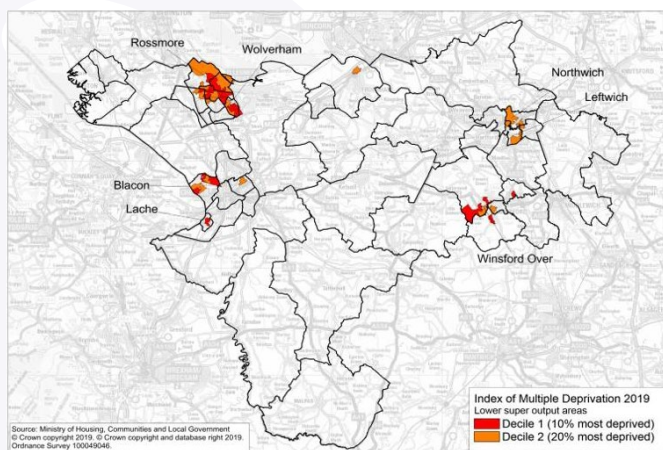 Rossmore
Wolverham
Northwich
Leftwich
Blacon
Lache
Winsford Over
Index of Multiple Deprivation 2019
Lower super output areas
Decile 1 (10% most deprived)
Decile 2 (20% most deprived)
Source: Ministry of Housing, Communities and Local Government
© Crown copyright 2019. © Crown copyright and database right 2019.
Ordnance Survey 100049046.